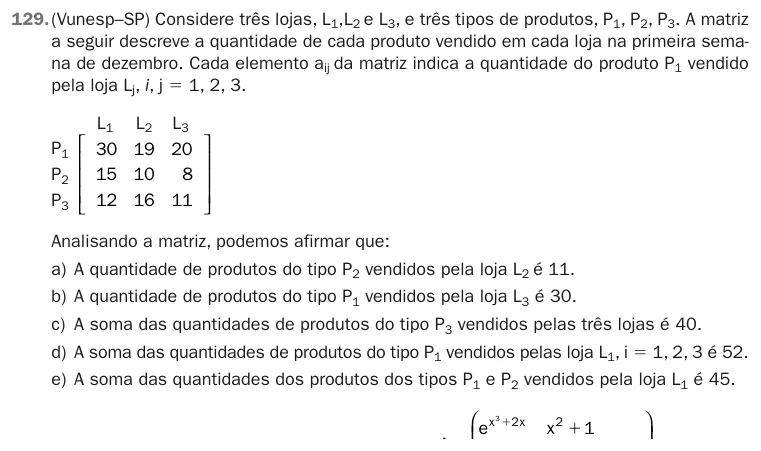 129. (Vunesp–SP) Considere três lojas, L₁,L₂ e L₃, e três tipos de produtos, P₁, P₂, P₃. A matriz
a seguir descreve a quantidade de cada produto vendido em cada loja na primeira sema-
na de dezembro. Cada elemento aᵢⱼ da matriz indica a quantidade do produto P₁ vendido
pela loja Lⱼ, i, j = 1, 2, 3.
L₁ L₂ L₃
P₁ 30 19 20
P₂ 15 10 8
P₃ 12 16 11
Analisando a matriz, podemos afirmar que:
a) A quantidade de produtos do tipo P₂ vendidos pela loja L₂ é 11.
b) A quantidade de produtos do tipo P₁ vendidos pela loja L₃ é 30.
c) A soma das quantidades de produtos do tipo P₃ vendidos pelas três lojas é 40.
d) A soma das quantidades de produtos do tipo P₁ vendidos pelas loja L₁, i = 1, 2, 3 é 52.
e) A soma das quantidades dos produtos dos tipos P₁ e P₂ vendidos pela loja L₁ é 45.
(e^(x³+2x) x² + 1 )